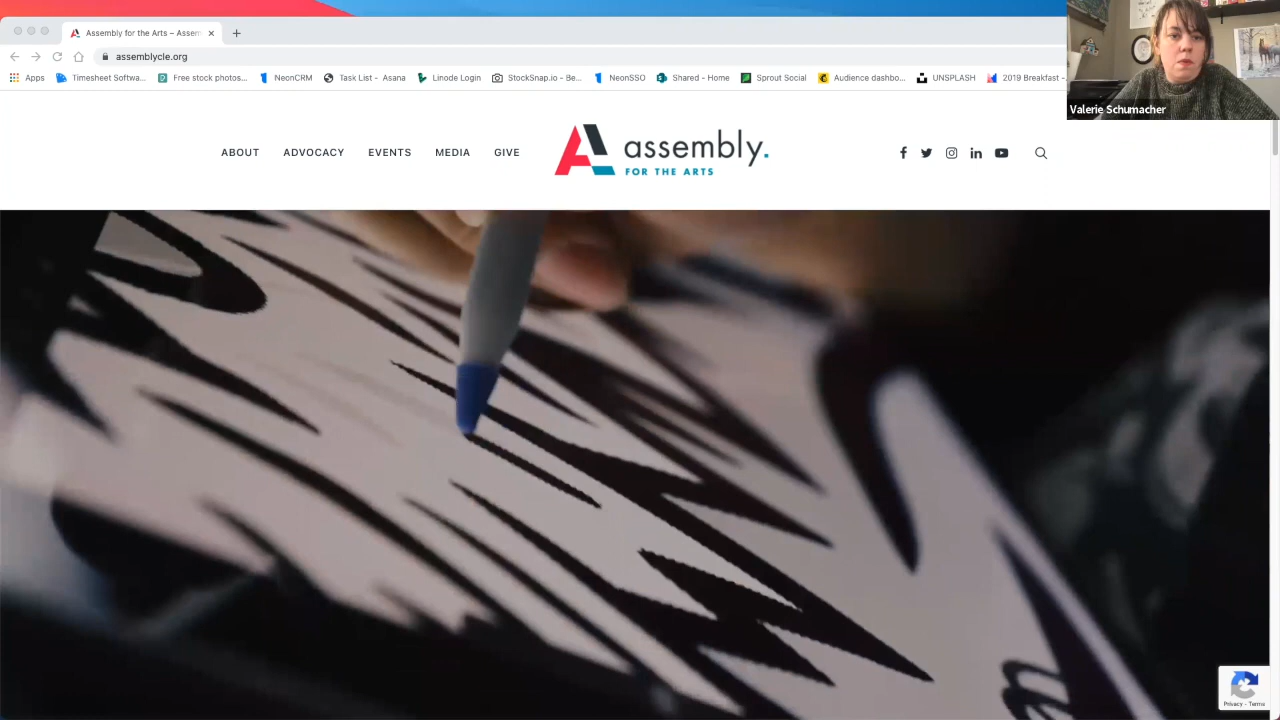 Assembly for the Arts – Assem
assemblycle.org
Apps Timesheet Softwa... Free stock photos... NeonCRM Task List - Asana Lincoln Login StockSnap.io - Be... NeonSSO Shared - Home Sprout Social Audience dashbo... UNSPLASH 2019 Breakfast -
Valerie Schumacher
ABOUT ADVOCACY EVENTS MEDIA GIVE
assembly.
FOR THE ARTS
Privacy - Terms